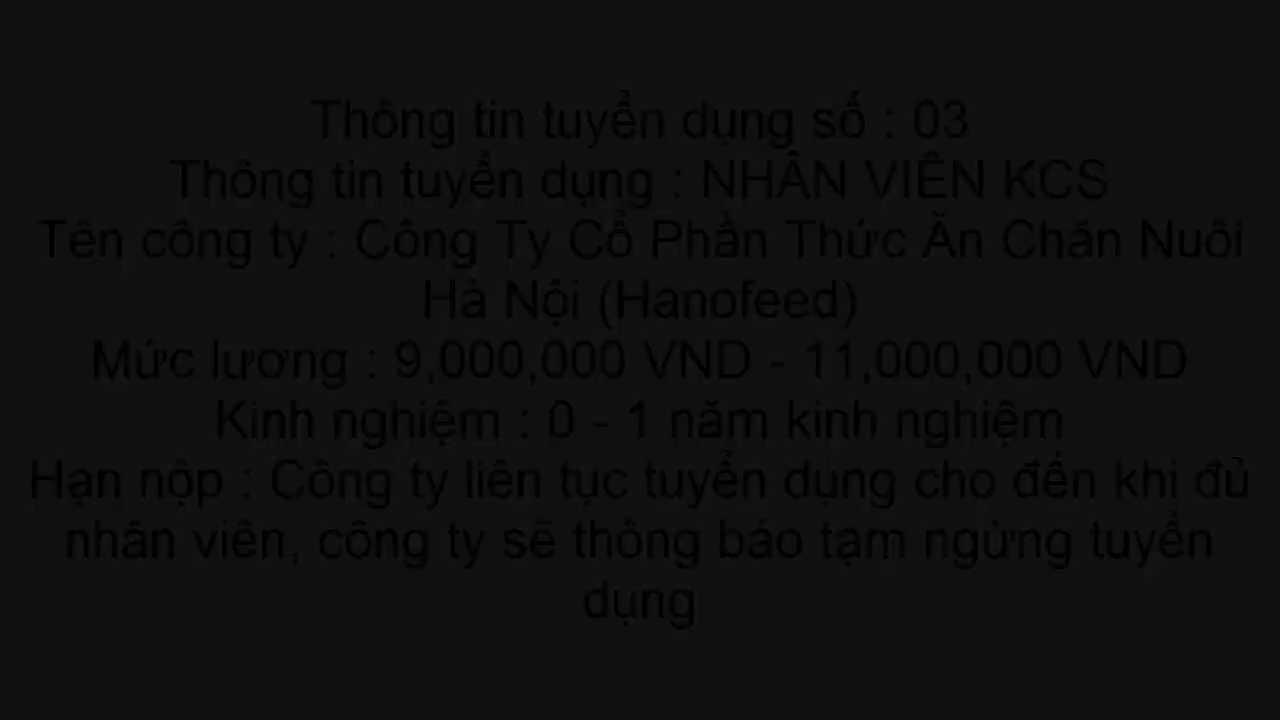 Thông tin tuyển dụng số : 03
Thông tin tuyển dụng : NHÂN VIÊN KCS
Tên công ty : Công Ty Cổ Phần Thức Ăn Chăn Nuôi
Hà Nội (Hanofeed)
Mức lương : 9,000,000 VND - 11,000,000 VND
Kinh nghiệm : 0 - 1 năm kinh nghiệm
Hạn nộp : Công ty liên tục tuyển dụng cho đến khi đủ
nhân viên, công ty sẽ thông báo tạm ngừng tuyển
dụng